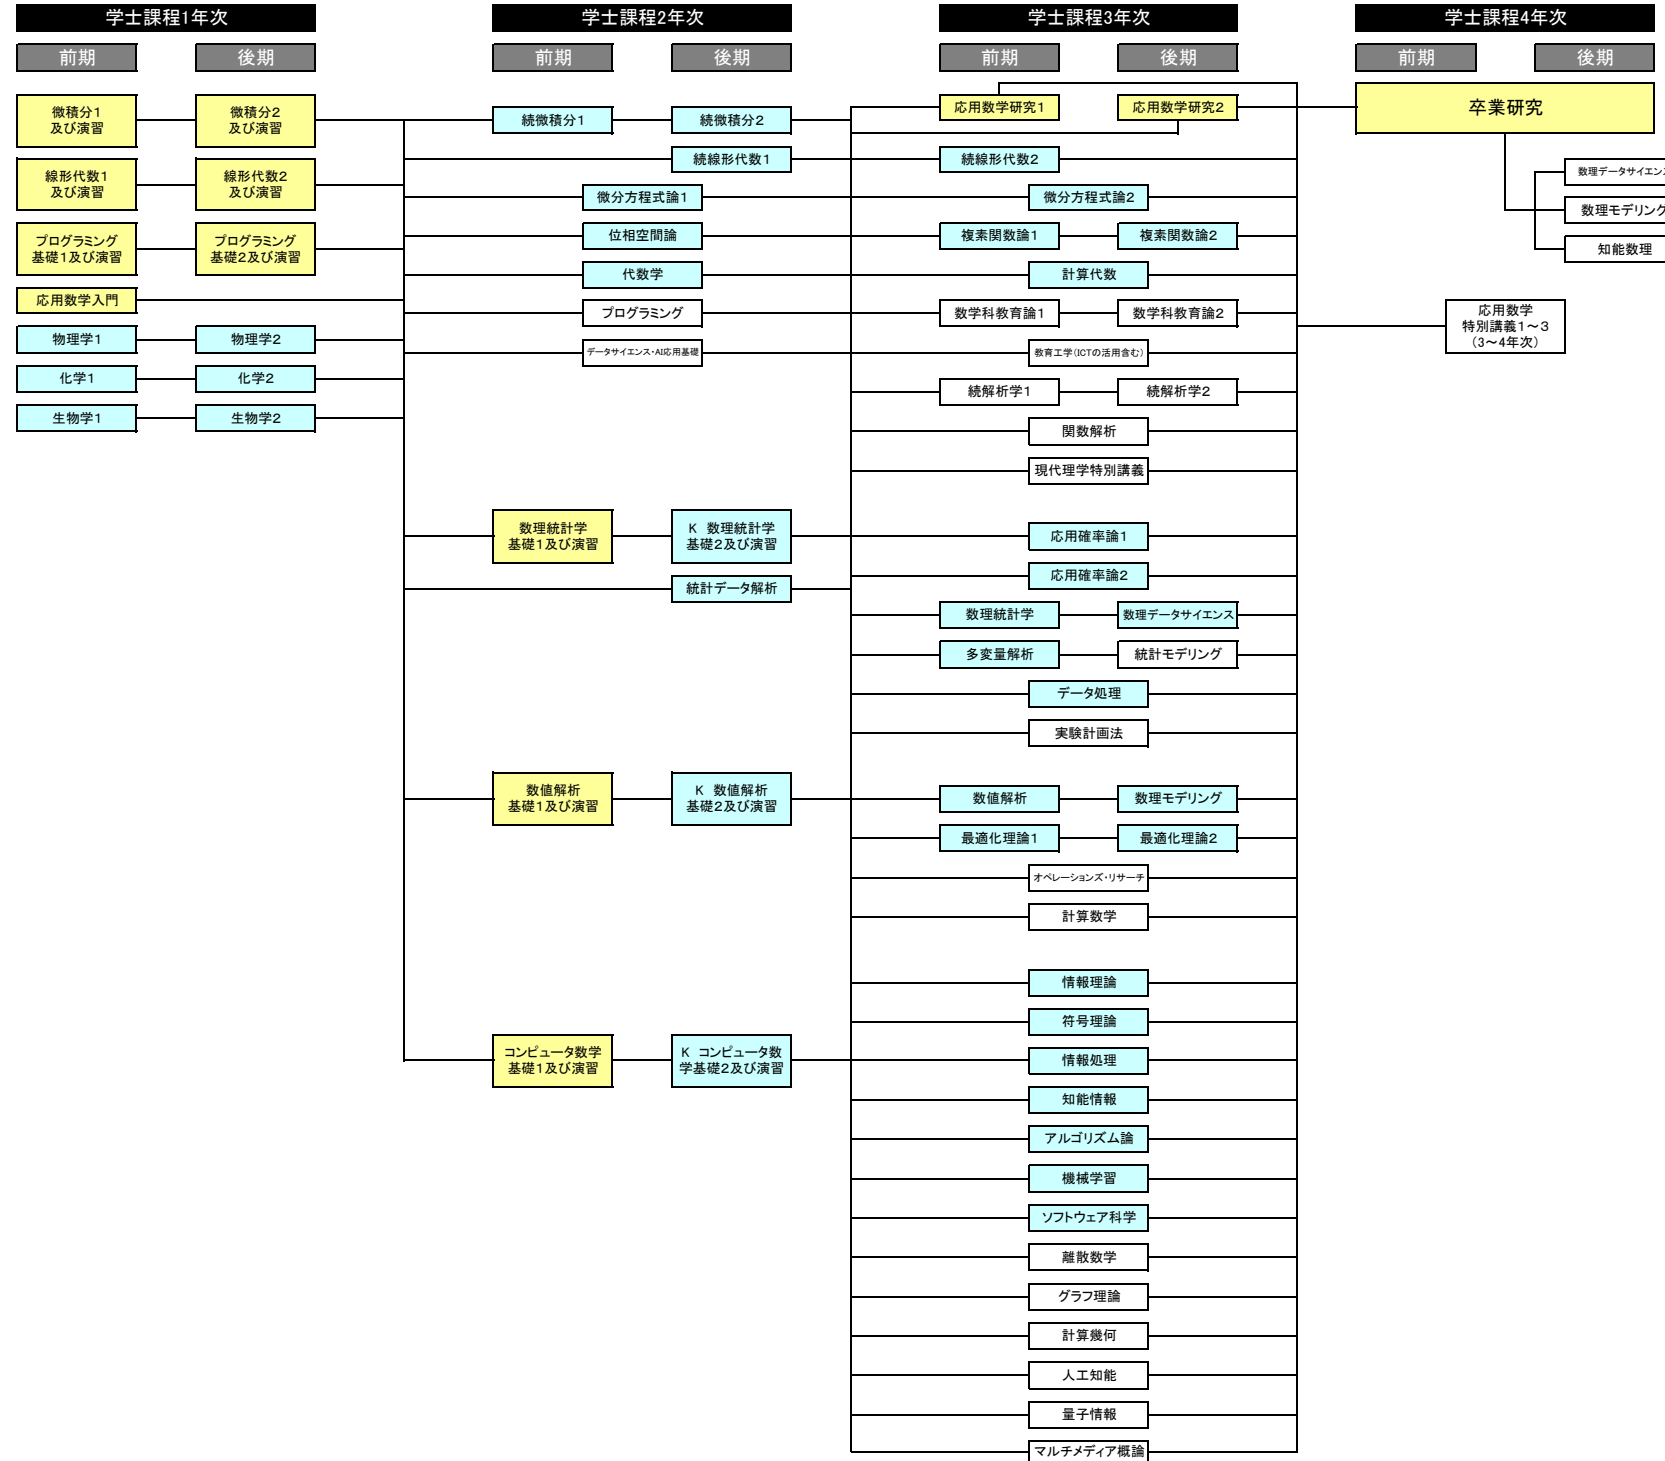 学士課程1年次
学士課程2年次
学士課程3年次
学士課程4年次
前期
後期
前期
後期
前期
後期
前期
後期
微積分1
及び演習
微積分2
及び演習
線形代数1
及び演習
線形代数2
及び演習
プログラミング
基礎1及び演習
プログラミング
基礎2及び演習
応用数学入門
物理学1
物理学2
化学1
化学2
生物学1
生物学2
続微積分1
続微積分2
続線形代数1
微分方程式論1
位相空間論
代数学
プログラミング
データサイエンス・AI応用基礎
数理統計学
基礎1及び演習
K 数理統計学
基礎2及び演習
統計データ解析
数値解析
基礎1及び演習
K 数値解析
基礎2及び演習
コンピュータ数学
基礎1及び演習
K コンピュータ数
学基礎2及び演習
応用数学研究1
応用数学研究2
続線形代数2
微分方程式論2
複素関数論1
複素関数論2
計算代数
数学科教育論1
数学科教育論2
教育工学(ICTの活用含む)
続解析学1
続解析学2
関数解析
現代理学特別講義
応用確率論1
応用確率論2
数理統計学
数理データサイエンス
多変量解析
統計モデリング
データ処理
実験計画法
数値解析
数理モデリング
最適化理論1
最適化理論2
オペレーションズ・リサーチ
計算数学
情報理論
符号理論
情報処理
知能情報
アルゴリズム論
機械学習
ソフトウェア科学
離散数学
グラフ理論
計算幾何
人工知能
量子情報
マルチメディア概論
卒業研究
数理データサイエン
数理モデリング
知能数理
応用数学
特別講義1～3
(3～4年次)